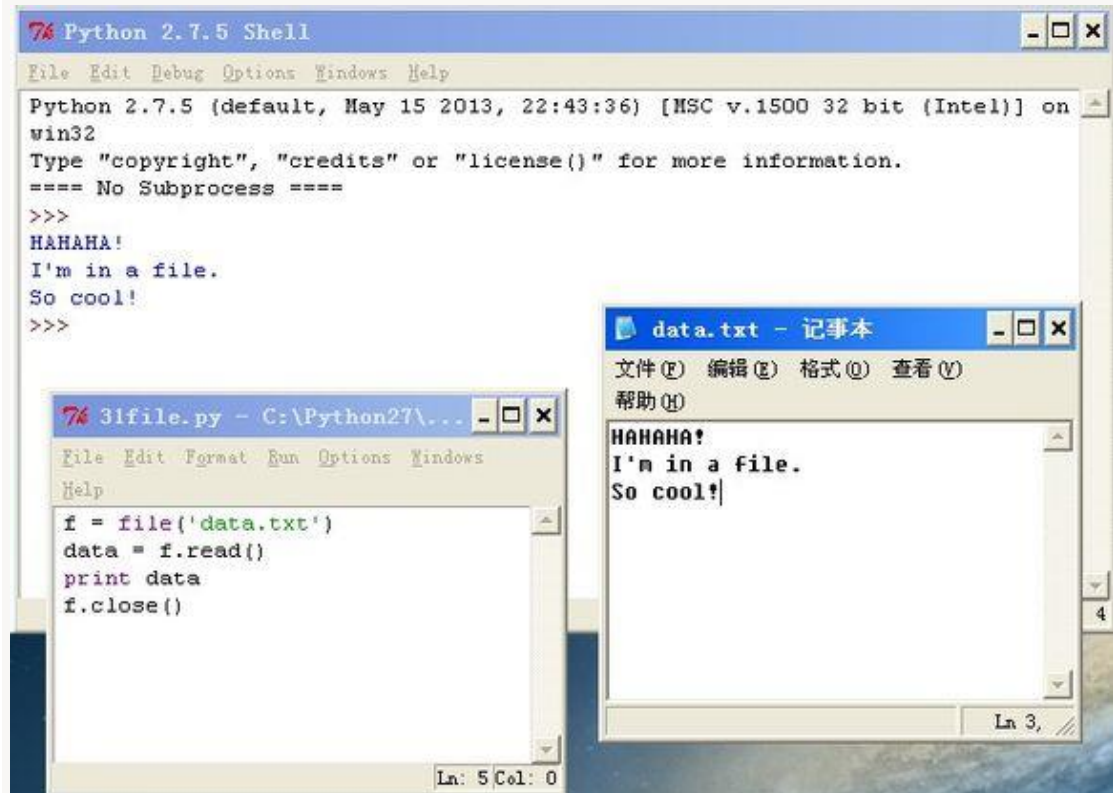 Python 2.7.5 Shell
File Edit Debug Options Windows Help
Python 2.7.5 (default, May 15 2013, 22:43:36) [MSC v.1500 32 bit (Intel)] on
win32
Type "copyright", "credits" or "license()" for more information.
==== No Subprocess ====
>>>
HAHAHA!
I'm in a file.
So cool!
>>>
4
31file.py - C:\Python27\...
File Edit Format Run Options Windows
Help
f = file('data.txt')
data = f.read()
print data
f.close()
Ln: 5 Col: 0
data.txt - 记事本
文件(F) 编辑(E) 格式(O) 查看(V)
帮助(H)
HAHAHA!
I'm in a file.
So cool!
Ln 3,